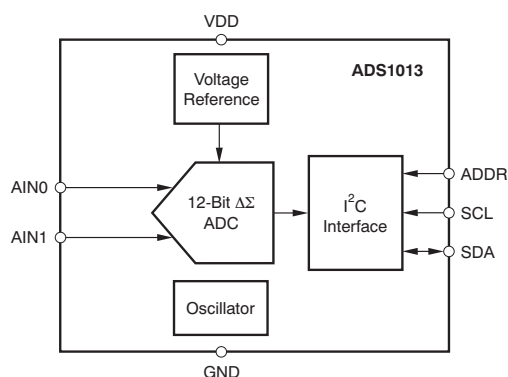 VDD
ADS1013
Voltage
Reference
AIN0
AIN1
12-Bit ΔΣ
ADC
I²C
Interface
ADDR
SCL
SDA
Oscillator
GND